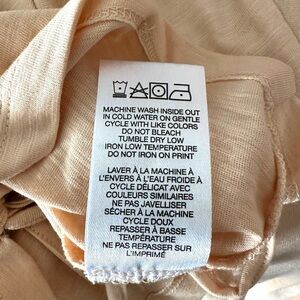 MACHINE WASH INSIDE OUT
IN COLD WATER ON GENTLE
CYCLE WITH LIKE COLORS
DO NOT BLEACH
TUMBLE DRY LOW
IRON LOW TEMPERATURE
DO NOT IRON ON PRINT
LAVER À LA MACHINE À
L'ENVERS À L'EAU FROIDE À
CYCLE DÉLICAT AVEC
COULEURS SIMILAIRES
NE PAS JAVELLISER
SÉCHER À LA MACHINE
CYCLE DOUX
REPASSER À BASSE
TEMPÉRATURE
NE PAS REPASSER SUR
L'IMPRIMÉ